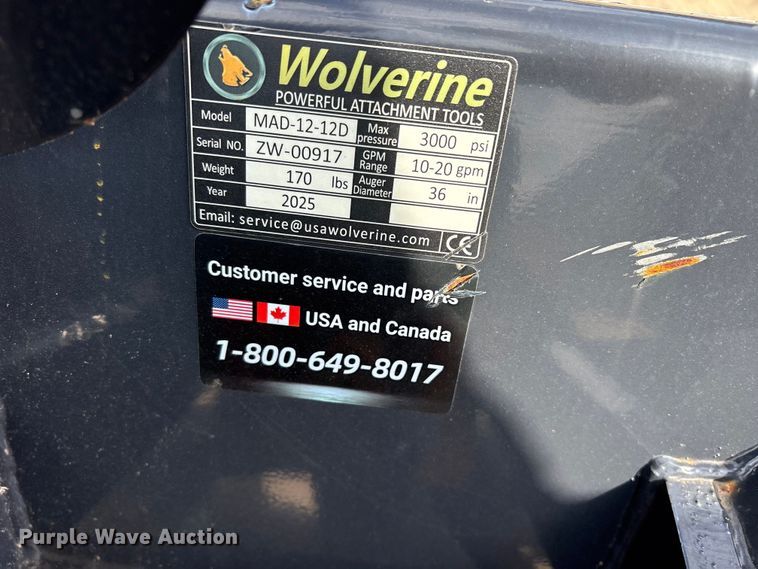 Wolverine
POWERFUL ATTACHMENT TOOLS
Model MAD-12-12D Max pressure 3000 psi
Serial NO. ZW-00917 GPM Range 10-20 gpm
Weight 170 lbs Auger Diameter 36 in
Year 2025
Email: service@usawolverine.com CE
Customer service and parts
USA and Canada
1-800-649-8017
Purple Wave Auction